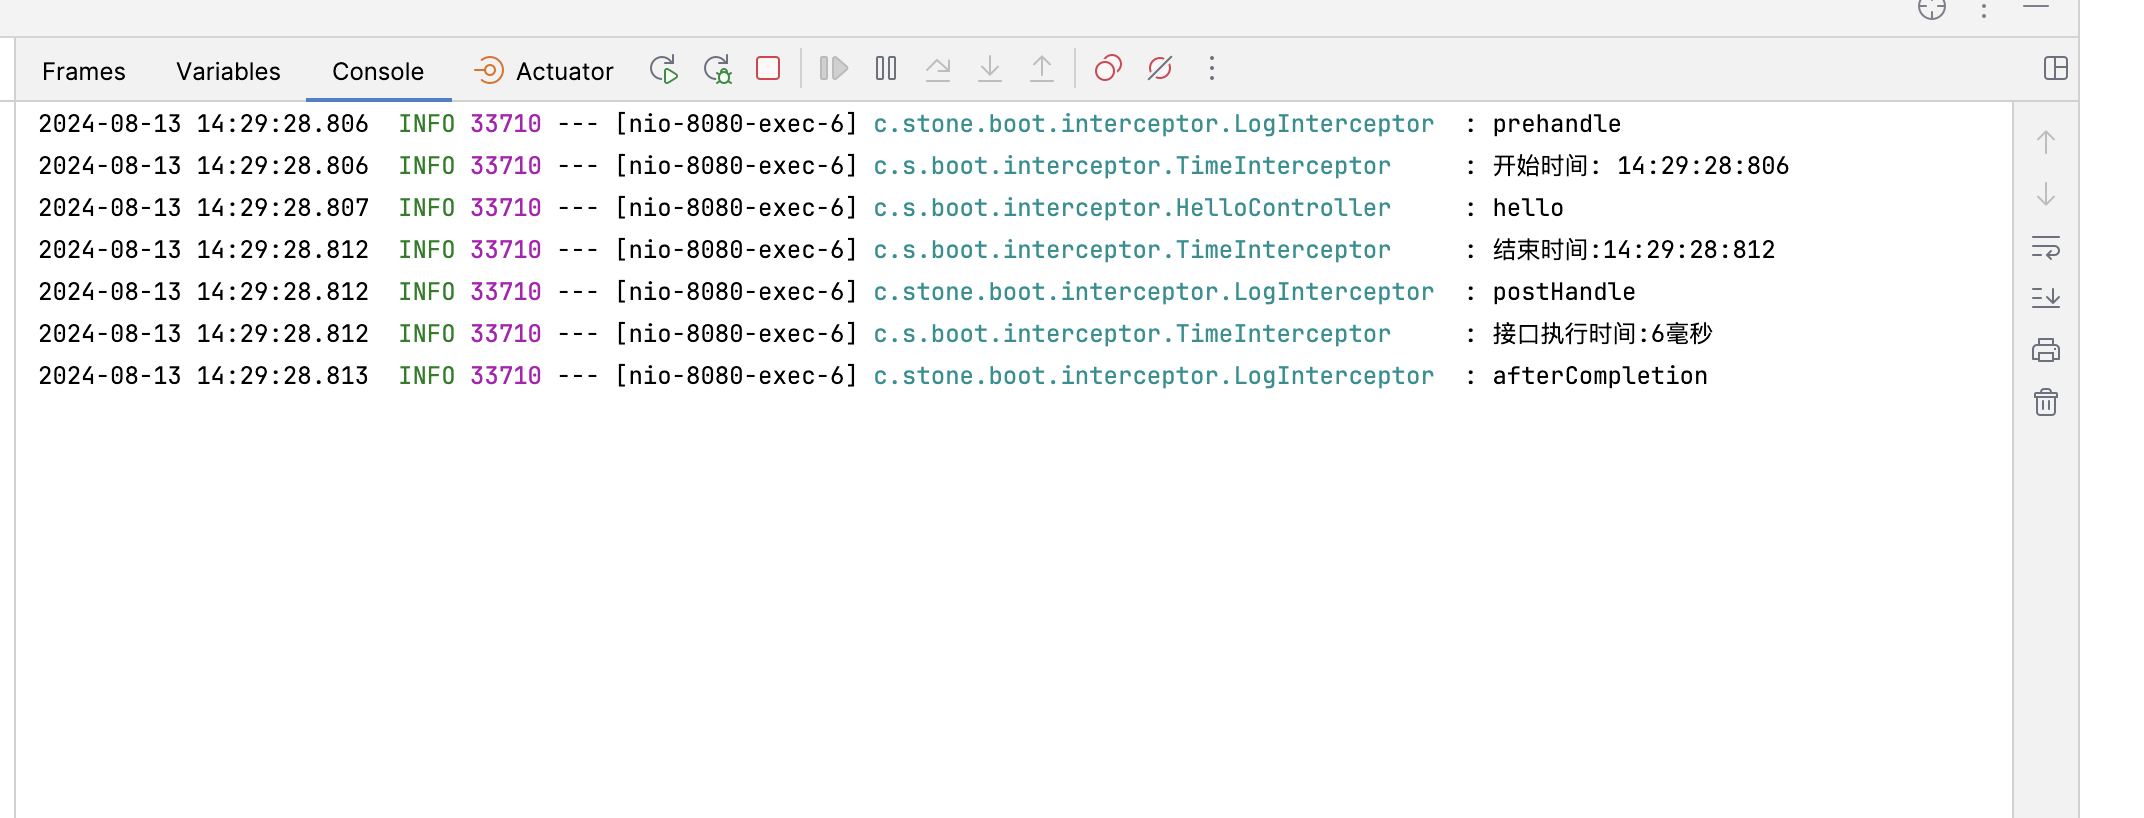 Frames Variables Console Actuator
2024-08-13 14:29:28.806  INFO 33710 --- [nio-8080-exec-6] c.stone.boot.interceptor.LogInterceptor  : prehandle
2024-08-13 14:29:28.806  INFO 33710 --- [nio-8080-exec-6] c.s.boot.interceptor.TimeInterceptor     : 开始时间: 14:29:28:806
2024-08-13 14:29:28.807  INFO 33710 --- [nio-8080-exec-6] c.s.boot.interceptor.HelloController     : hello
2024-08-13 14:29:28.812  INFO 33710 --- [nio-8080-exec-6] c.s.boot.interceptor.TimeInterceptor     : 结束时间:14:29:28:812
2024-08-13 14:29:28.812  INFO 33710 --- [nio-8080-exec-6] c.stone.boot.interceptor.LogInterceptor  : postHandle
2024-08-13 14:29:28.812  INFO 33710 --- [nio-8080-exec-6] c.s.boot.interceptor.TimeInterceptor     : 接口执行时间:6毫秒
2024-08-13 14:29:28.813  INFO 33710 --- [nio-8080-exec-6] c.stone.boot.interceptor.LogInterceptor  : afterCompletion